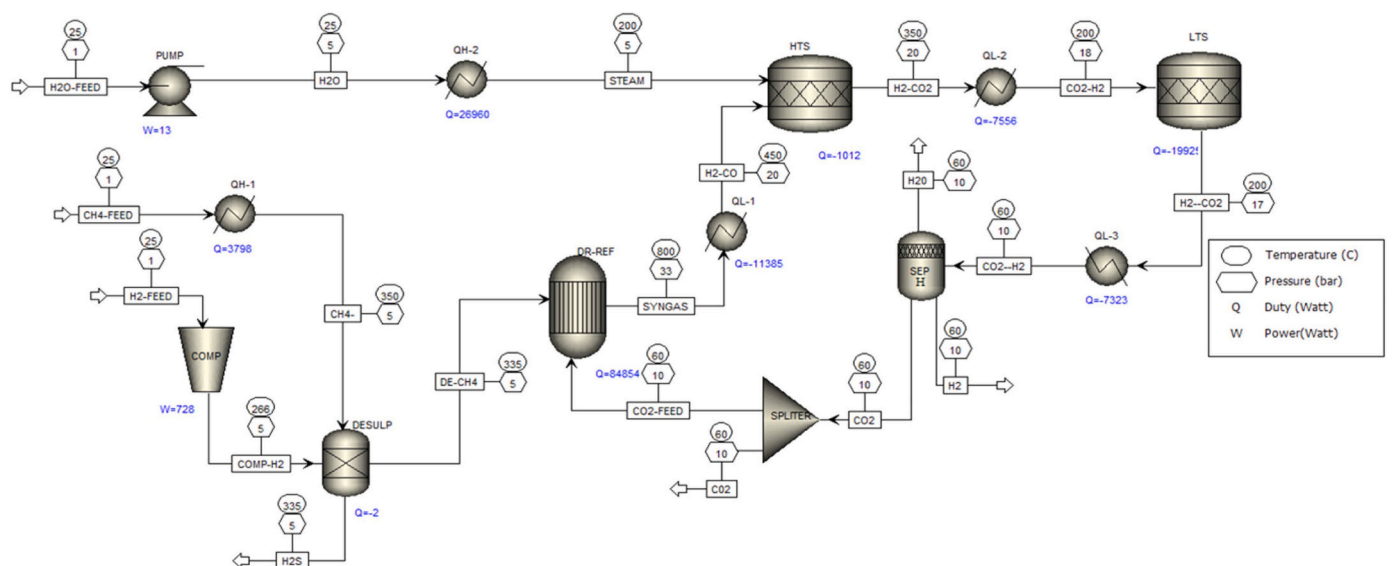 25
1
H2O-FEED
PUMP
W=13
25
5
H2O
QH-2
Q=26960
200
5
STEAM
HTS
Q=-1012
350
20
H2-CO2
QL-2
Q=-7556
200
18
CO2-H2
LTS
Q=-19925
25
1
CH4-FEED
QH-1
Q=3798
25
1
H2-FEED
COMP
W=728
350
5
CH4-
266
5
COMP-H2
DESULP
Q=-2
335
5
H2S
335
5
DE-CH4
DR-REF
Q=84854
800
33
SYNGAS
QL-1
Q=-11385
H2-CO
450
20
60
10
CO2-FEED
SPLITER
60
10
C02
60
10
CO2
H20
60
10
SEP
H
60
10
H2
60
10
CO2--H2
QL-3
Q=-7323
H2--CO2
200
17
Temperature (C)
Pressure (bar)
Q Duty (Watt)
W Power(Watt)